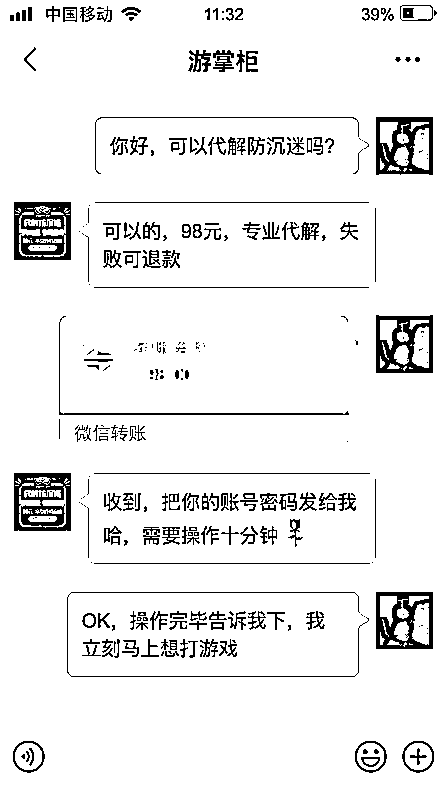 中国移动 11:32 39%
游掌柜
你好，可以代解防沉迷吗？
可以的，98元，专业代解，失
败可退款
微信转账
收到，把你的账号密码发给我
哈，需要操作十分钟
OK，操作完毕告诉我下，我
立刻马上想打游戏